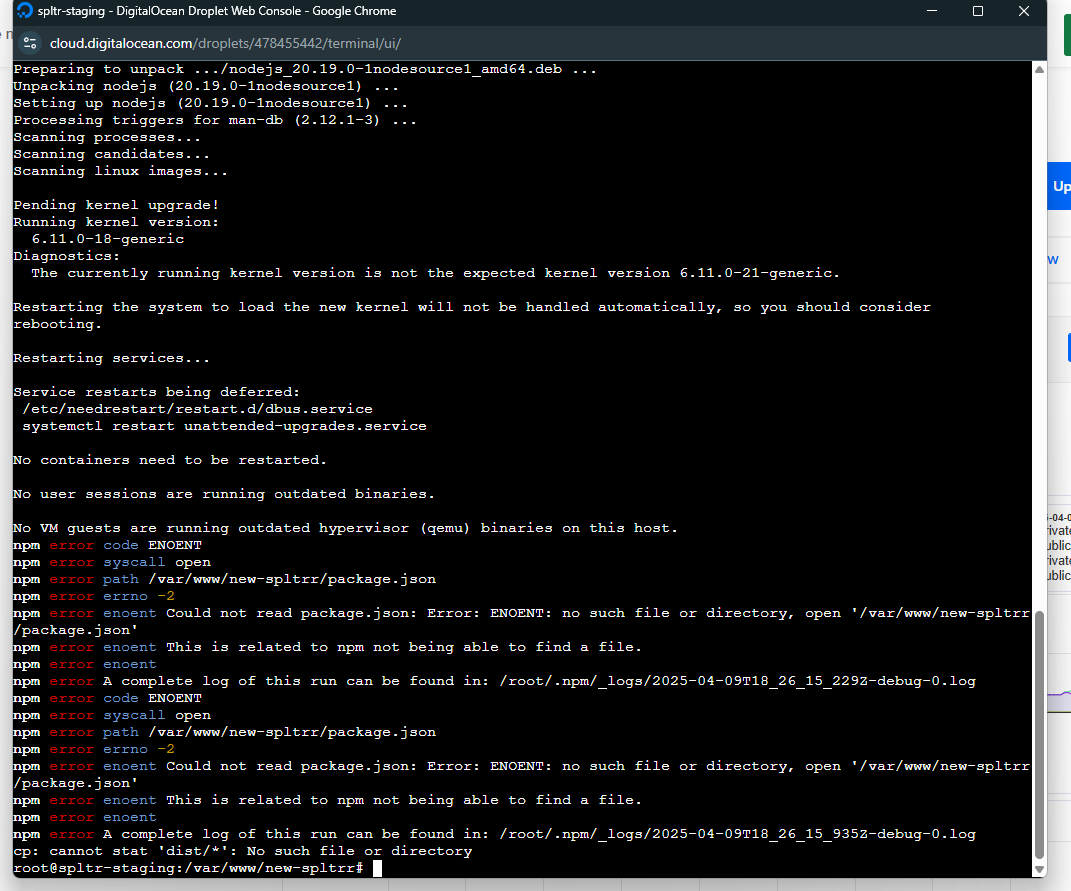 spltr-staging - DigitalOcean Droplet Web Console - Google Chrome
cloud.digitalocean.com/droplets/478455442/terminal/ui/
Preparing to unpack .../nodejs_20.19.0-1nodesource1_amd64.deb ...
Unpacking nodejs (20.19.0-1nodesource1) ...
Setting up nodejs (20.19.0-1nodesource1) ...
Processing triggers for man-db (2.12.1-3) ...
Scanning processes...
Scanning candidates...
Scanning linux images...
Pending kernel upgrade!
Running kernel version:
6.11.0-18-generic
Diagnostics:
The currently running kernel version is not the expected kernel version 6.11.0-21-generic.
Restarting the system to load the new kernel will not be handled automatically, so you should consider
rebooting.
Restarting services...
Service restarts being deferred:
/etc/needrestart/restart.d/dbus.service
systemctl restart unattended-upgrades.service
No containers need to be restarted.
No user sessions are running outdated binaries.
No VM guests are running outdated hypervisor (qemu) binaries on this host.
npm error code ENOENT
npm error syscall open
npm error path /var/www/new-spltrr/package.json
npm error errno -2
npm error enoent Could not read package.json: Error: ENOENT: no such file or directory, open '/var/www/new-spltrr
/package.json'
npm error enoent This is related to npm not being able to find a file.
npm error enoent
npm error A complete log of this run can be found in: /root/.npm/_logs/2025-04-09T18_26_15_229Z-debug-0.log
npm error code ENOENT
npm error syscall open
npm error path /var/www/new-spltrr/package.json
npm error errno -2
npm error enoent Could not read package.json: Error: ENOENT: no such file or directory, open '/var/www/new-spltrr
/package.json'
npm error enoent This is related to npm not being able to find a file.
npm error enoent
npm error A complete log of this run can be found in: /root/.npm/_logs/2025-04-09T18_26_15_935Z-debug-0.log
cp: cannot stat 'dist/*': No such file or directory
root@spltr-staging:/var/www/new-spltrr#
Up
w